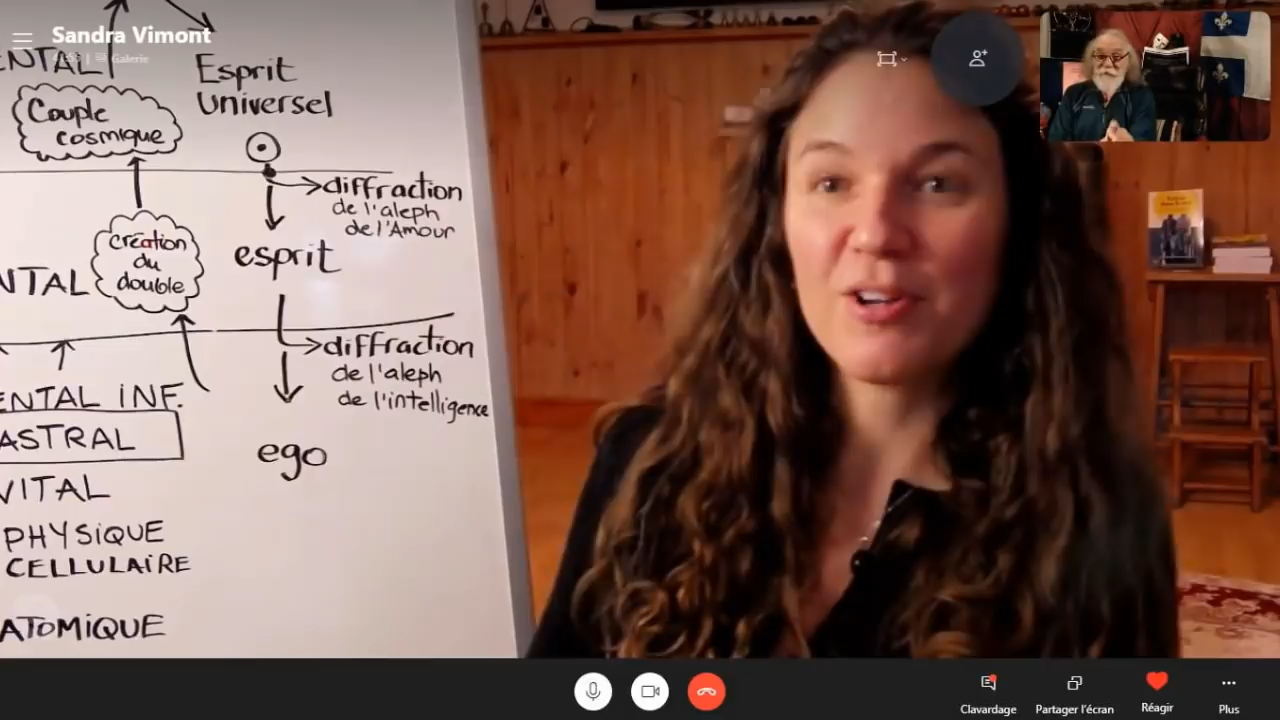 Sandra Vimont
Galerie
ENTAL
Esprit
Universel
Couple
cosmique
diffraction
de l'aleph
de l'Amour
création
du
double
esprit
NTAL
diffraction
de l'aleph
de l'intelligence
ENTAL INF.
ASTRAL
ego
VITAL
PHYSIQUE
CELLULAIRE
ATOMIQUE
Clavardage
Partager l'écran
Réagir
Plus